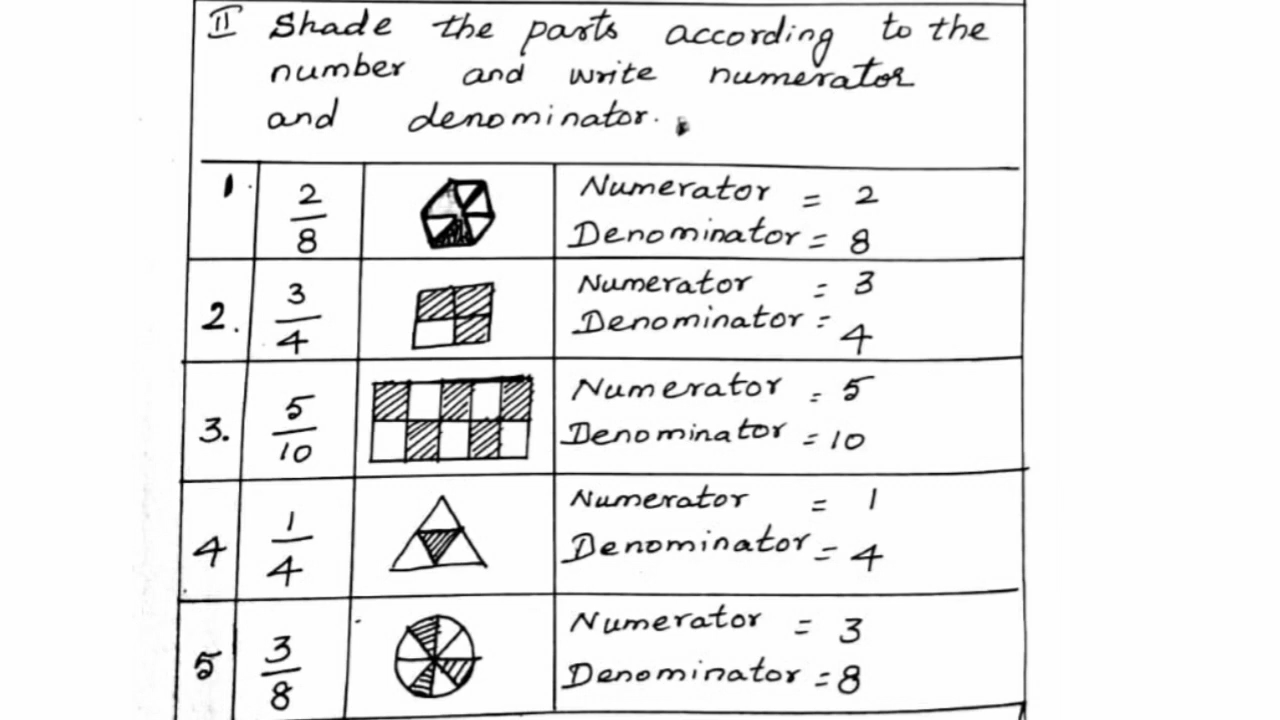 II Shade the parts according to the
number and write numerator
and denominator.
1. 2/8 Numerator = 2
Denominator = 8
2. 3/4 Numerator = 3
Denominator = 4
3. 5/10 Numerator = 5
Denominator = 10
4 1/4 Numerator = 1
Denominator = 4
5 3/8 Numerator = 3
Denominator = 8